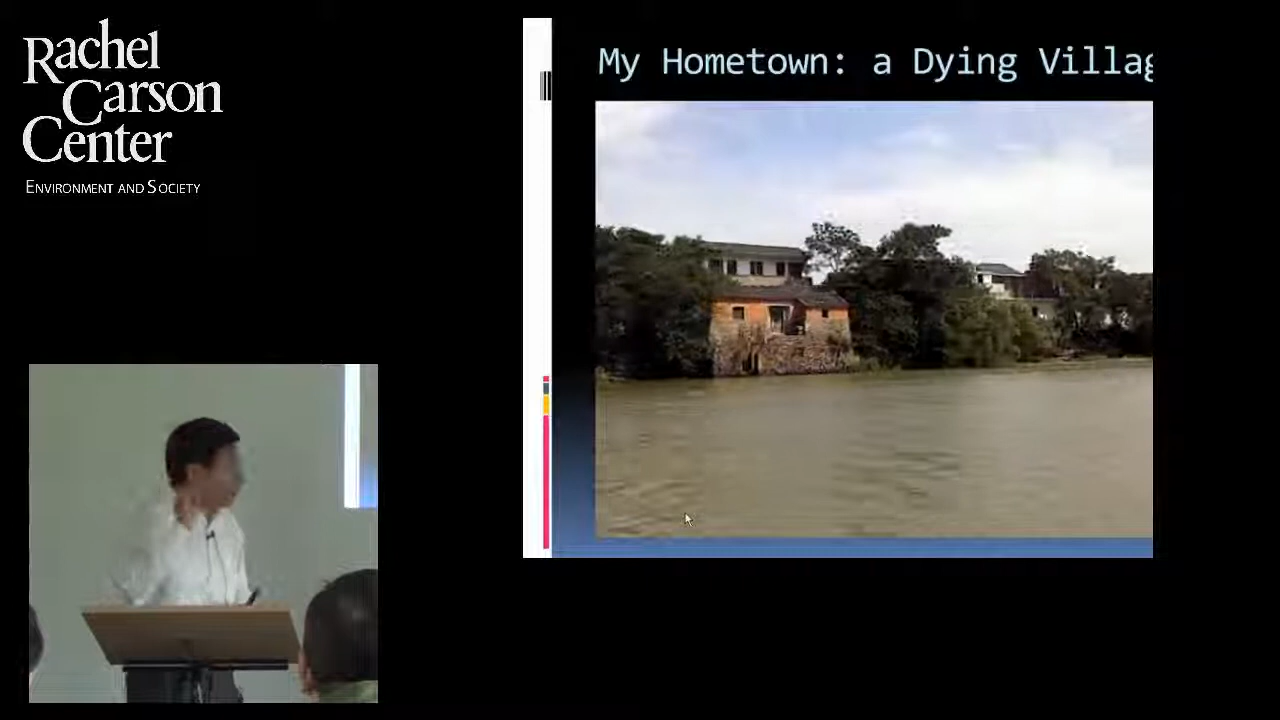 Rachel
Carson
Center
ENVIRONMENT AND SOCIETY
My Hometown: a Dying Villag